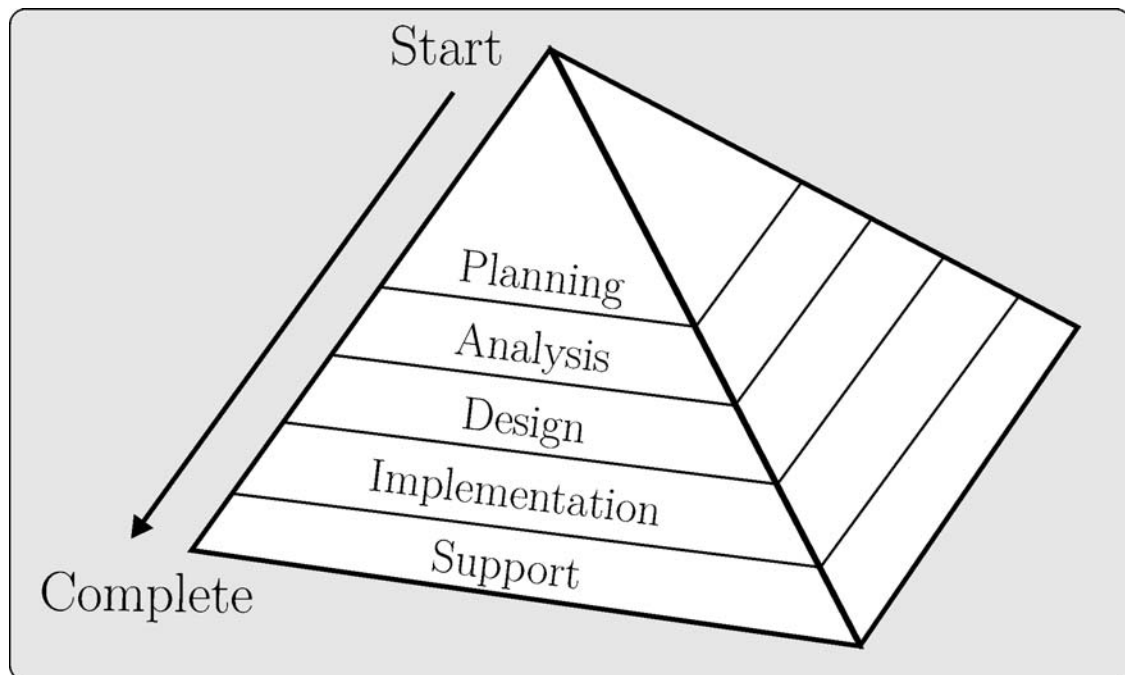 Start
Planning
Analysis
Design
Implementation
Support
Complete